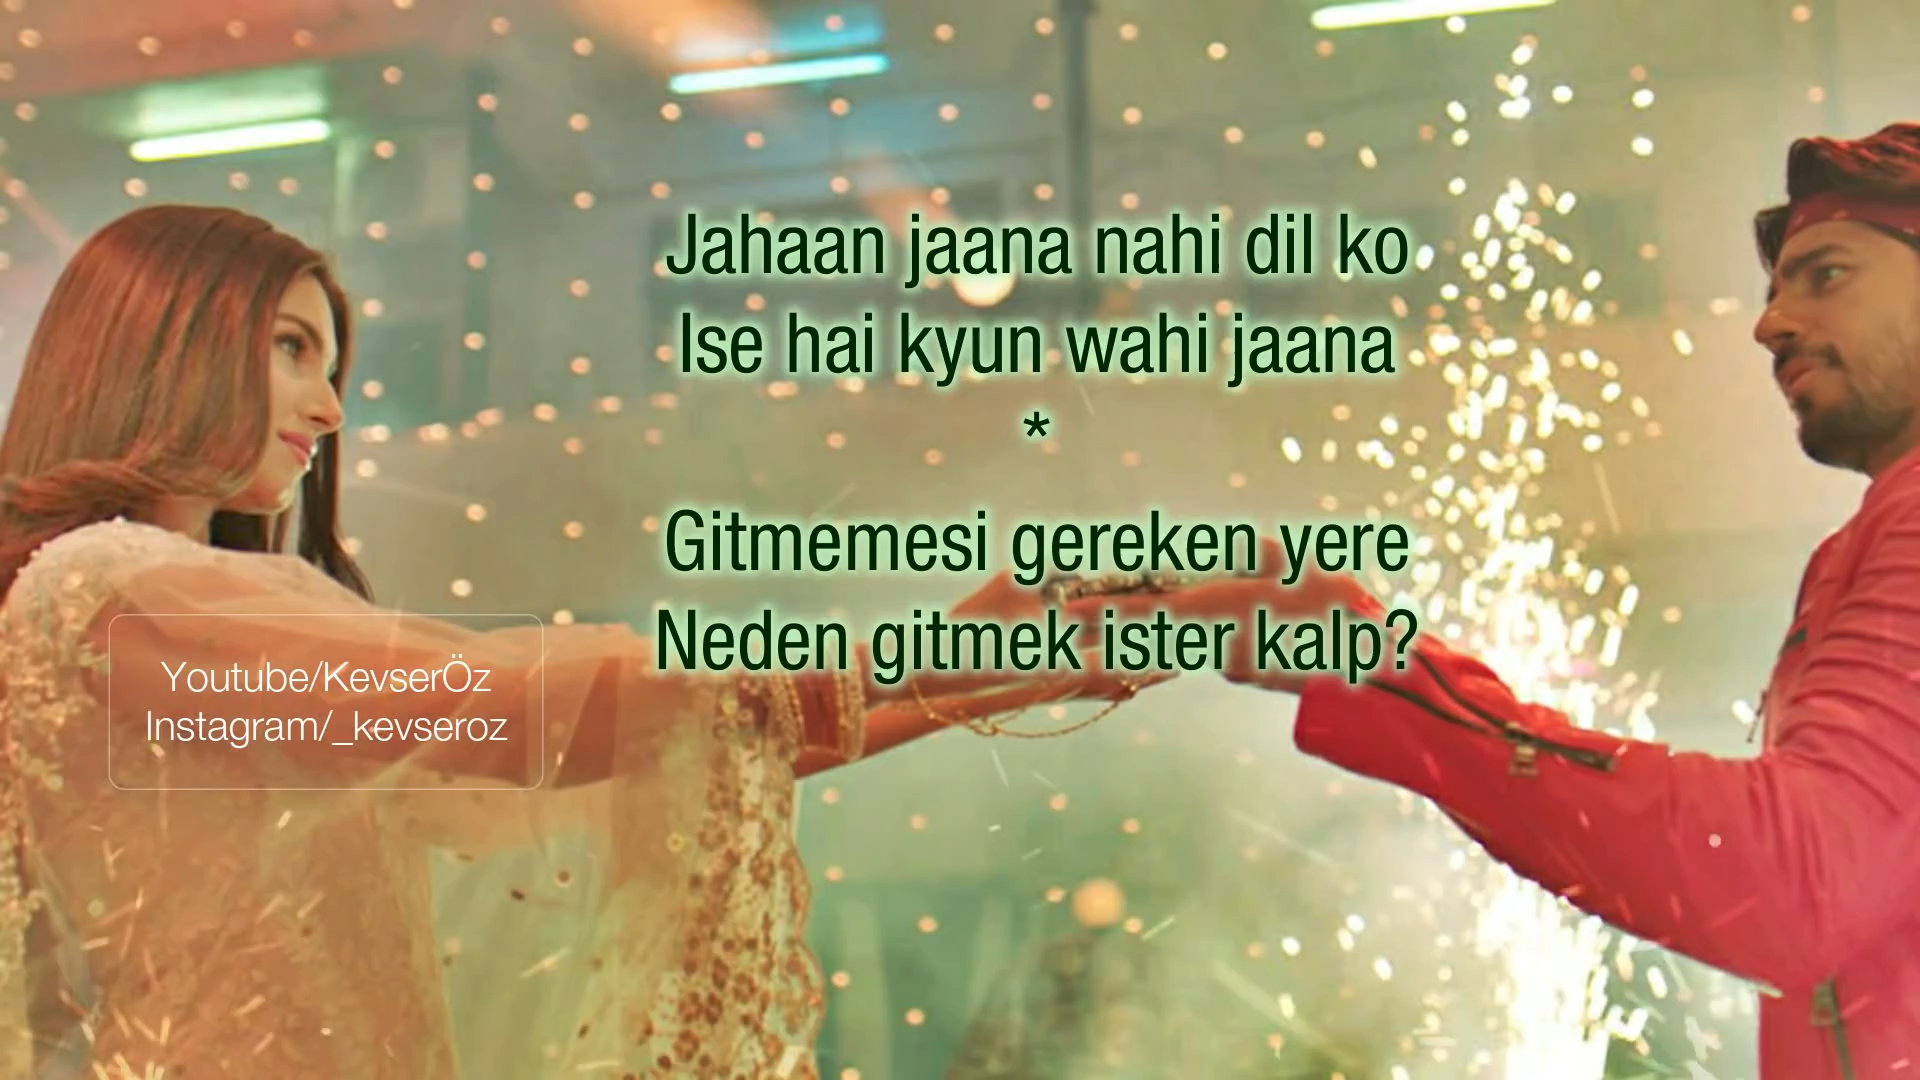 Jahaan jaana nahi dil ko
Ise hai kyun wahi jaana
*
Gitmemesi gereken yere
Neden gitmek ister kalp?
Youtube/KevserÖz
Instagram/_kevseroz